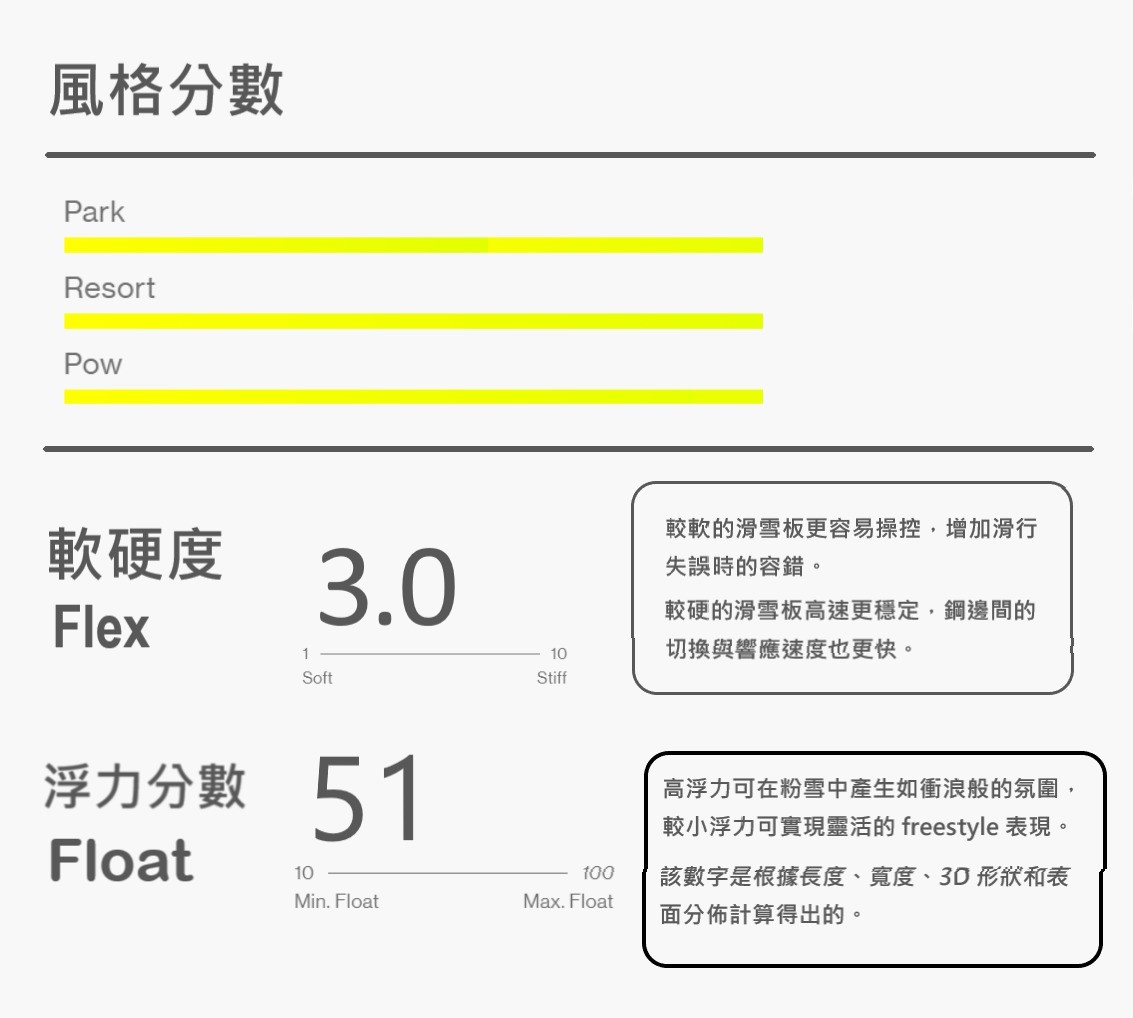 風格分數
Park
Resort
Pow
軟硬度
Flex
3.0
1 10
Soft Stiff
較軟的滑雪板更容易操控，增加滑行
失誤時的容錯。
較硬的滑雪板高速更穩定，鋼邊間的
切換與響應速度也更快。
浮力分數
Float
51
10 100
Min. Float Max. Float
高浮力可在粉雪中產生如衝浪般的氛圍，
較小浮力可實現靈活的 freestyle 表現。
該數字是根據長度、寬度、3D 形狀和表
面分佈計算得出的。